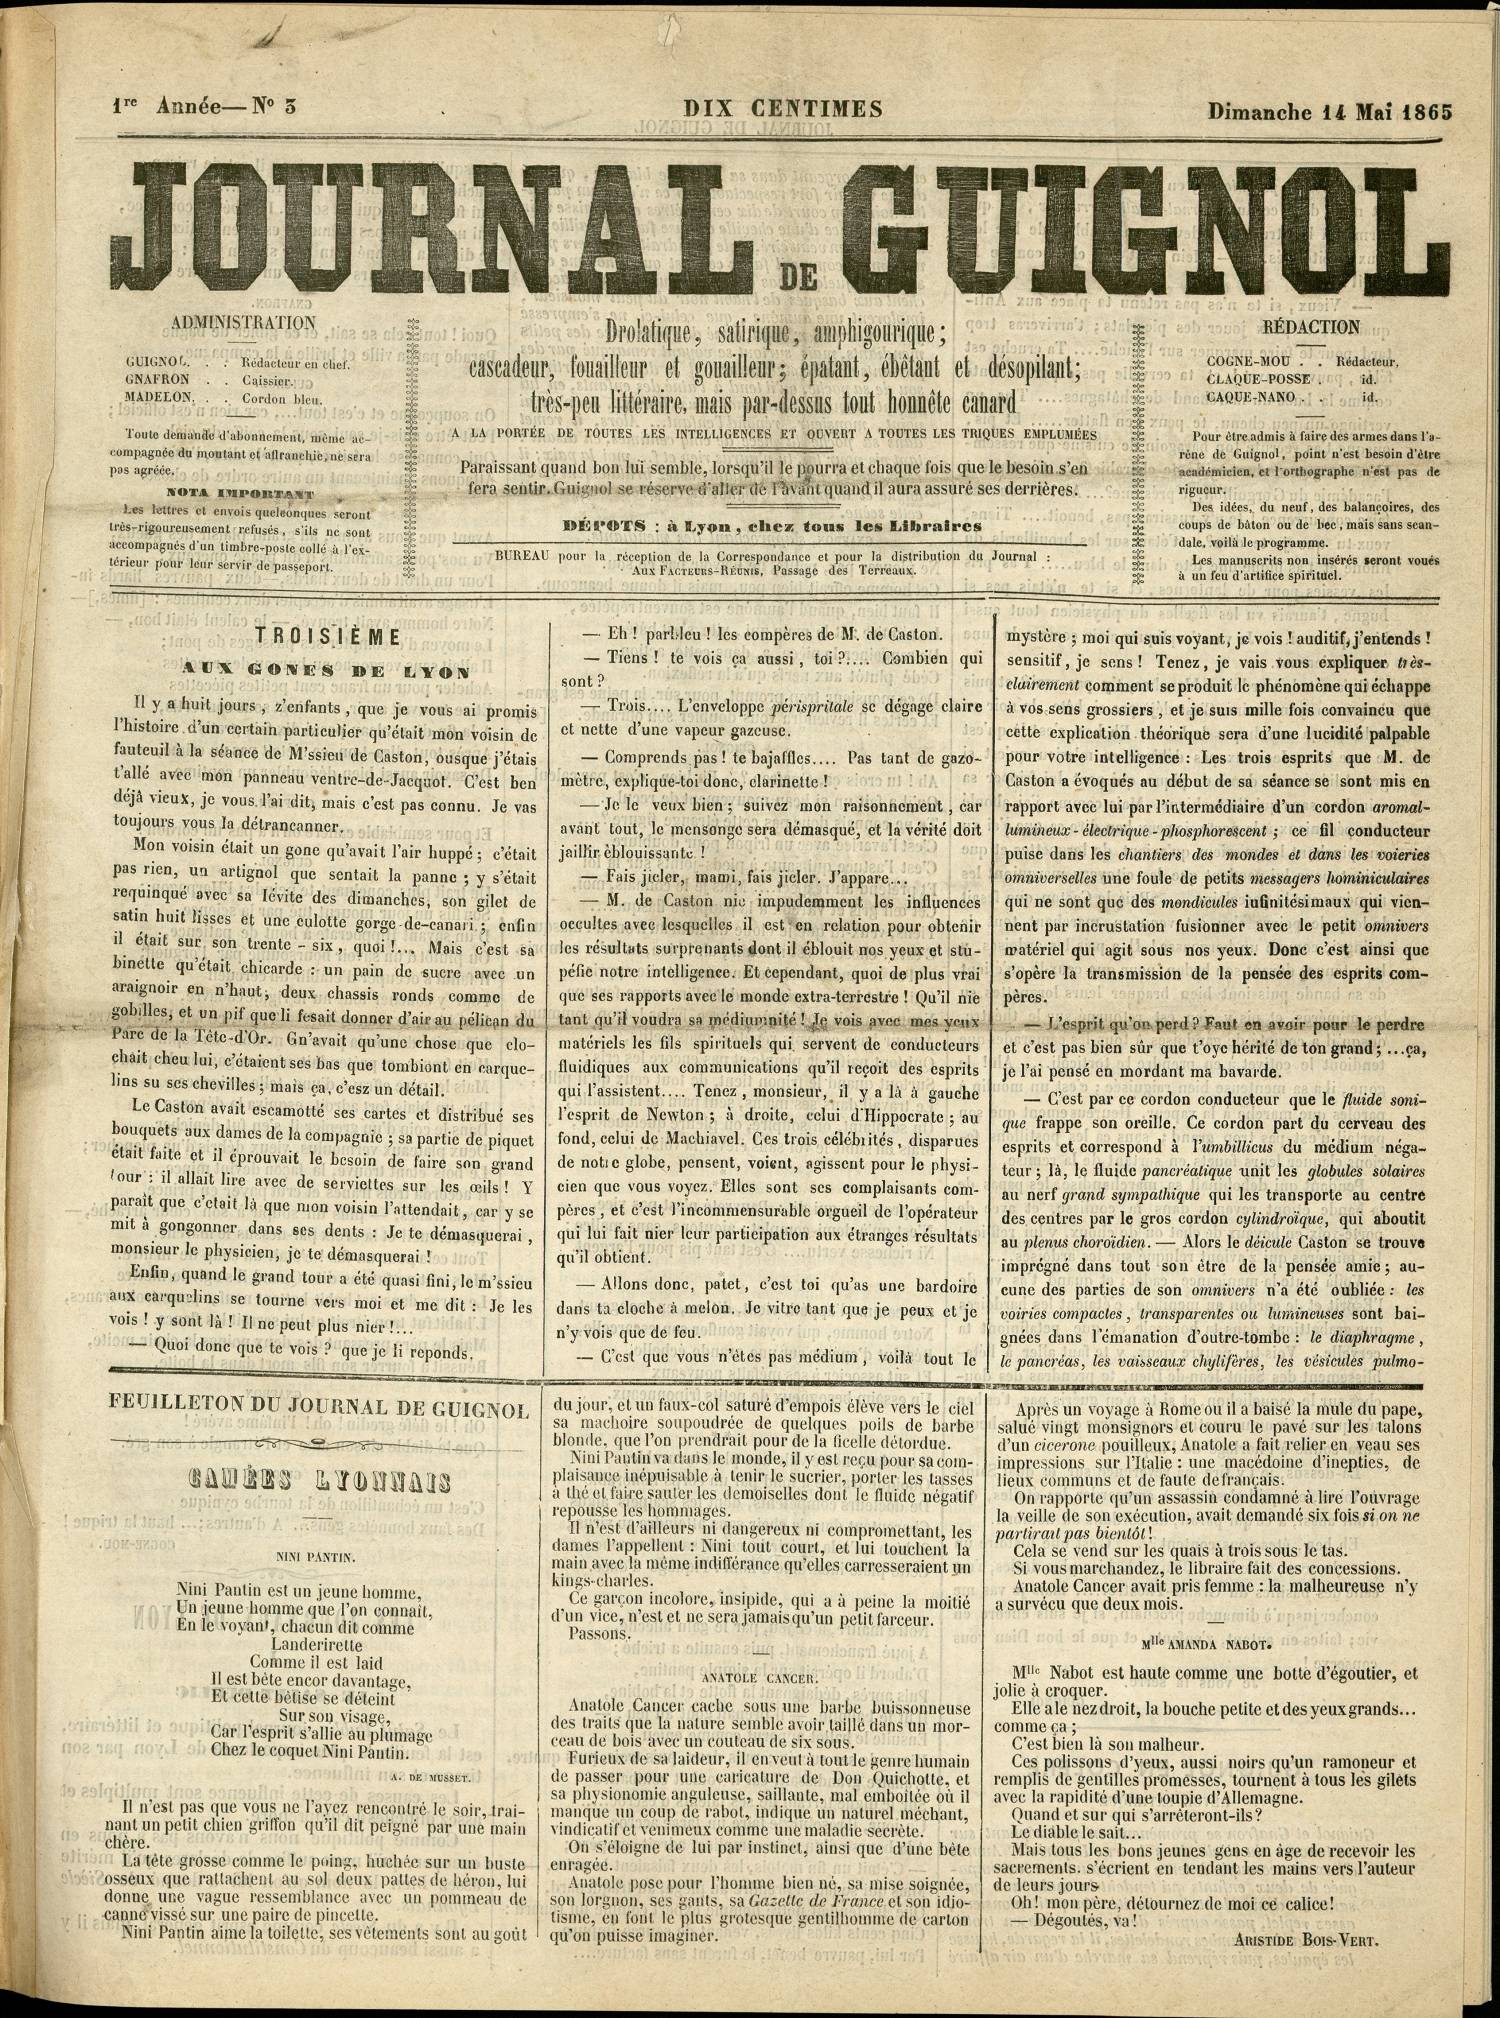 1re Année — No 3
DIX CENTIMES
Dimanche 14 Mai 1865
JOURNAL DE GUIGNOL
ADMINISTRATION
GUIGNOL. . . Rédacteur en chef.
GNAFRON . . Caissier.
MADELON. . . Cordon bleu.
Toute demande d'abonnement, même ac-
compagnée du moutant et affranchie, ne sera
pas agréée.
NOTA IMPORTANT
Les lettres et envois quelconques seront
très-rigoureusement refusés, s'ils ne sont
accompagnés d'un timbre-poste collé à l'ex-
térieur pour leur servir de passeport.
Drolatique, satirique, amphigourique;
cascadeur, fouailleur et gouailleur; épatant, ébêtant et désopilant;
très-peu littéraire, mais par-dessus tout honnête canard
A LA PORTÉE DE TOUTES LES INTELLIGENCES ET OUVERT A TOUTES LES TRIQUES EMPLUMÉES
Paraissant quand bon lui semble, lorsqu'il le pourra et chaque fois que le besoin s'en
fera sentir. Guignol se réserve d'aller de l'avant quand il aura assuré ses derrières.
DÉPOTS : à Lyon, chez tous les Libraires
BUREAU pour la réception de la Correspondance et pour la distribution du Journal :
AUX FACTEURS-RÉUNIS, Passage des Terreaux.
RÉDACTION
COGNE-MOU . . Rédacteur.
CLAQUE-POSSE . id.
CAQUE-NANO . . id.
Pour être admis à faire des armes dans l'a-
rène de Guignol, point n'est besoin d'être
académicien, et l'orthographe n'est pas de
rigueur.
Des idées, du neuf, des balançoires, des
coups de bâton ou de bec, mais sans scan-
dale, voilà le programme.
Les manuscrits non insérés seront voués
à un feu d'artifice spirituel.
TROISIÈME
AUX GONES DE LYON
Il y a huit jours, z'enfants, que je vous ai promis
l'histoire d'un certain particulier qu'était mon voisin de
fauteuil à la séance de M'ssieu de Caston, ousque j'étais
t'allé avec mon panneau ventre-de-Jacquot. C'est ben
déjà vieux, je vous l'ai dit, mais c'est pas connu. Je vas
toujours vous la détrancanner.
Mon voisin était un gone qu'avait l'air huppé; c'était
pas rien, un artignol que sentait la panne; y s'était
requinqué avec sa lévite des dimanches, son gilet de
satin huit lisses et une culotte gorge-de-canari; enfin
il était sur son trente-six, quoi!... Mais c'est sa
binette qu'était chicarde : un pain de sucre avec un
araignoir en n'haut, deux chassis ronds comme de
gobilles, et un pif que li fesait donner d'air au pélican du
Parc de la Tête-d'Or. Gn'avait qu'une chose que clo-
chait cheu lui, c'étaient ses bas que tombiont en carque-
lins su ses chevilles; mais ça, c'esz un détail.
Le Caston avait escamotté ses cartes et distribué ses
bouquets aux dames de la compagnie; sa partie de piquet
était faite et il éprouvait le besoin de faire son grand
tour : il allait lire avec de serviettes sur les œils! Y
paraît que c'était là que mon voisin l'attendait, car y se
mit à gongonner dans ses dents : Je te démasquerai,
monsieur le physicien, je te démasquerai!
Enfin, quand le grand tour a été quasi fini, le m'ssieu
aux carquelins se tourne vers moi et me dit : Je les
vois! y sont là! Il ne peut plus nier!...
— Quoi donc que te vois? que je li reponds.
— Eh! parbleu! les compères de M. de Caston.
— Tiens! te vois ça aussi, toi?.... Combien qui
sont?
— Trois.... L'enveloppe périspritale se dégage claire
et nette d'une vapeur gazeuse.
— Comprends pas! te bajaffles.... Pas tant de gazo-
mètre, explique-toi donc, clarinette!
— Je le veux bien; suivez mon raisonnement, car
avant tout, le mensonge sera démasqué, et la vérité doit
jaillir éblouissante!
— Fais jicler, mami, fais jicler. J'appare...
— M. de Caston nie impudemment les influences
occultes avec lesquelles il est en relation pour obtenir
les résultats surprenants dont il éblouit nos yeux et stu-
péfie notre intelligence. Et cependant, quoi de plus vrai
que ses rapports avec le monde extra-terrestre! Qu'il nie
tant qu'il voudra sa médiumnité! Je vois avec mes yeux
matériels les fils spirituels qui servent de conducteurs
fluidiques aux communications qu'il reçoit des esprits
qui l'assistent.... Tenez, monsieur, il y a là à gauche
l'esprit de Newton; à droite, celui d'Hippocrate; au
fond, celui de Machiavel. Ces trois célébrités, disparues
de notre globe, pensent, voient, agissent pour le physi-
cien que vous voyez. Elles sont ses complaisants com-
pères, et c'est l'incommensurable orgueil de l'opérateur
qui lui fait nier leur participation aux étranges résultats
qu'il obtient.
— Allons donc, patet, c'est toi qu'as une bardoire
dans ta cloche à melon. Je vitre tant que je peux et je
n'y vois que de feu.
— C'est que vous n'êtes pas médium, voilà tout le
mystère; moi qui suis voyant, je vois! auditif, j'entends!
sensitif, je sens! Tenez, je vais vous expliquer très-
clairement comment se produit le phénomène qui échappe
à vos sens grossiers, et je suis mille fois convaincu que
cette explication théorique sera d'une lucidité palpable
pour votre intelligence : Les trois esprits que M. de
Caston a évoqués au début de sa séance se sont mis en
rapport avec lui par l'intermédiaire d'un cordon aromal-
lumineux-électrique-phosphorescent; ce fil conducteur
puise dans les chantiers des mondes et dans les voieries
omniverselles une foule de petits messagers hominiculaires
qui ne sont que des mondicules infinitésimaux qui vien-
nent par incrustation fusionner avec le petit omnivers
matériel qui agit sous nos yeux. Donc c'est ainsi que
s'opère la transmission de la pensée des esprits com-
pères.
— L'esprit qu'on perd? Faut en avoir pour le perdre
et c'est pas bien sûr que t'oye hérité de ton grand; ...ça,
je l'ai pensé en mordant ma bavarde.
— C'est par ce cordon conducteur que le fluide soni-
que frappe son oreille. Ce cordon part du cerveau des
esprits et correspond à l'umbillicus du médium néga-
teur; là, le fluide pancréatique unit les globules solaires
au nerf grand sympathique qui les transporte au centre
des centres par le gros cordon cylindroïque, qui aboutit
au plenus choroïdien. — Alors le déicule Caston se trouve
imprégné dans tout son être de la pensée amie; au-
cune des parties de son omnivers n'a été oubliée : les
voiries compactes, transparentes ou lumineuses sont bai-
gnées dans l'émanation d'outre-tombe : le diaphragme,
le pancréas, les vaisseaux chylifères, les vésicules pulmo-
FEUILLETON DU JOURNAL DE GUIGNOL
CAMÉES LYONNAIS
NINI PANTIN.
Nini Pantin est un jeune homme,
Un jeune homme que l'on connaît,
En le voyant, chacun dit comme
Landerirette
Comme il est laid
Il est bête encor davantage,
Et cette bêtise se déteint
Sur son visage,
Car l'esprit s'allie au plumage
Chez le coquet Nini Pantin.
A. DE MUSSET.
Il n'est pas que vous ne l'ayez rencontré le soir, traî-
nant un petit chien griffon qu'il dit peigné par une main
chère.
La tête grosse comme le poing, huchée sur un buste
osseux que rattachent au sol deux pattes de héron, lui
donne une vague ressemblance avec un pommeau de
canne vissé sur une paire de pincette.
Nini Pantin aime la toilette, ses vêtements sont au goût
du jour, et un faux-col saturé d'empois élève vers le ciel
sa machoire soupoudrée de quelques poils de barbe
blonde, que l'on prendrait pour de la ficelle détordue.
Nini Pantin va dans le monde, il y est reçu pour sa com-
plaisance inépuisable à tenir le sucrier, porter les tasses
à thé et faire sauter les demoiselles dont le fluide négatif
repousse les hommages.
Il n'est d'ailleurs ni dangereux ni compromettant, les
dames l'appellent : Nini tout court, et lui touchent la
main avec la même indifférance qu'elles carresseraient un
kings-charles.
Ce garçon incolore, insipide, qui a à peine la moitié
d'un vice, n'est et ne sera jamais qu'un petit farceur.
Passons.
ANATOLE CANCER.
Anatole Cancer cache sous une barbe buissonneuse
des traits que la nature semble avoir taillé dans un mor-
ceau de bois avec un couteau de six sous.
Furieux de sa laideur, il en veut à tout le genre humain
de passer pour une caricature de Don Quichotte, et
sa physionomie anguleuse, saillante, mal emboitée où il
manque un coup de rabot, indique un naturel méchant,
vindicatif et venimeux comme une maladie secrète.
On s'éloigne de lui par instinct, ainsi que d'une bête
enragée.
Anatole pose pour l'homme bien né, sa mise soignée,
son lorgnon, ses gants, sa Gazette de France et son idio-
tisme, en font le plus grotesque gentilhomme de carton
qu'on puisse imaginer.
Après un voyage à Rome ou il a baisé la mule du pape,
salué vingt monsignors et couru le pavé sur les talons
d'un cicerone pouilleux, Anatole a fait relier en veau ses
impressions sur l'Italie : une macédoine d'inepties, de
lieux communs et de faute de français.
On rapporte qu'un assassin condamné à lire l'ouvrage
la veille de son exécution, avait demandé six fois si on ne
partirait pas bientôt!
Cela se vend sur les quais à trois sous le tas.
Si vous marchandez, le libraire fait des concessions.
Anatole Cancer avait pris femme : la malheureuse n'y
a survécu que deux mois.
Mlle AMANDA NABOT.
Mlle Nabot est haute comme une botte d'égoutier, et
jolie à croquer.
Elle a le nez droit, la bouche petite et des yeux grands...
comme ça;
C'est bien là son malheur.
Ces polissons d'yeux, aussi noirs qu'un ramoneur et
remplis de gentilles promesses, tournent à tous les gilets
avec la rapidité d'une toupie d'Allemagne.
Quand et sur qui s'arrêteront-ils?
Le diable le sait...
Mais tous les bons jeunes gens en âge de recevoir les
sacrements. s'écrient en tendant les mains vers l'auteur
de leurs jours
Oh! mon père, détournez de moi ce calice!
— Dégoutés, va!
ARISTIDE BOIS-VERT.